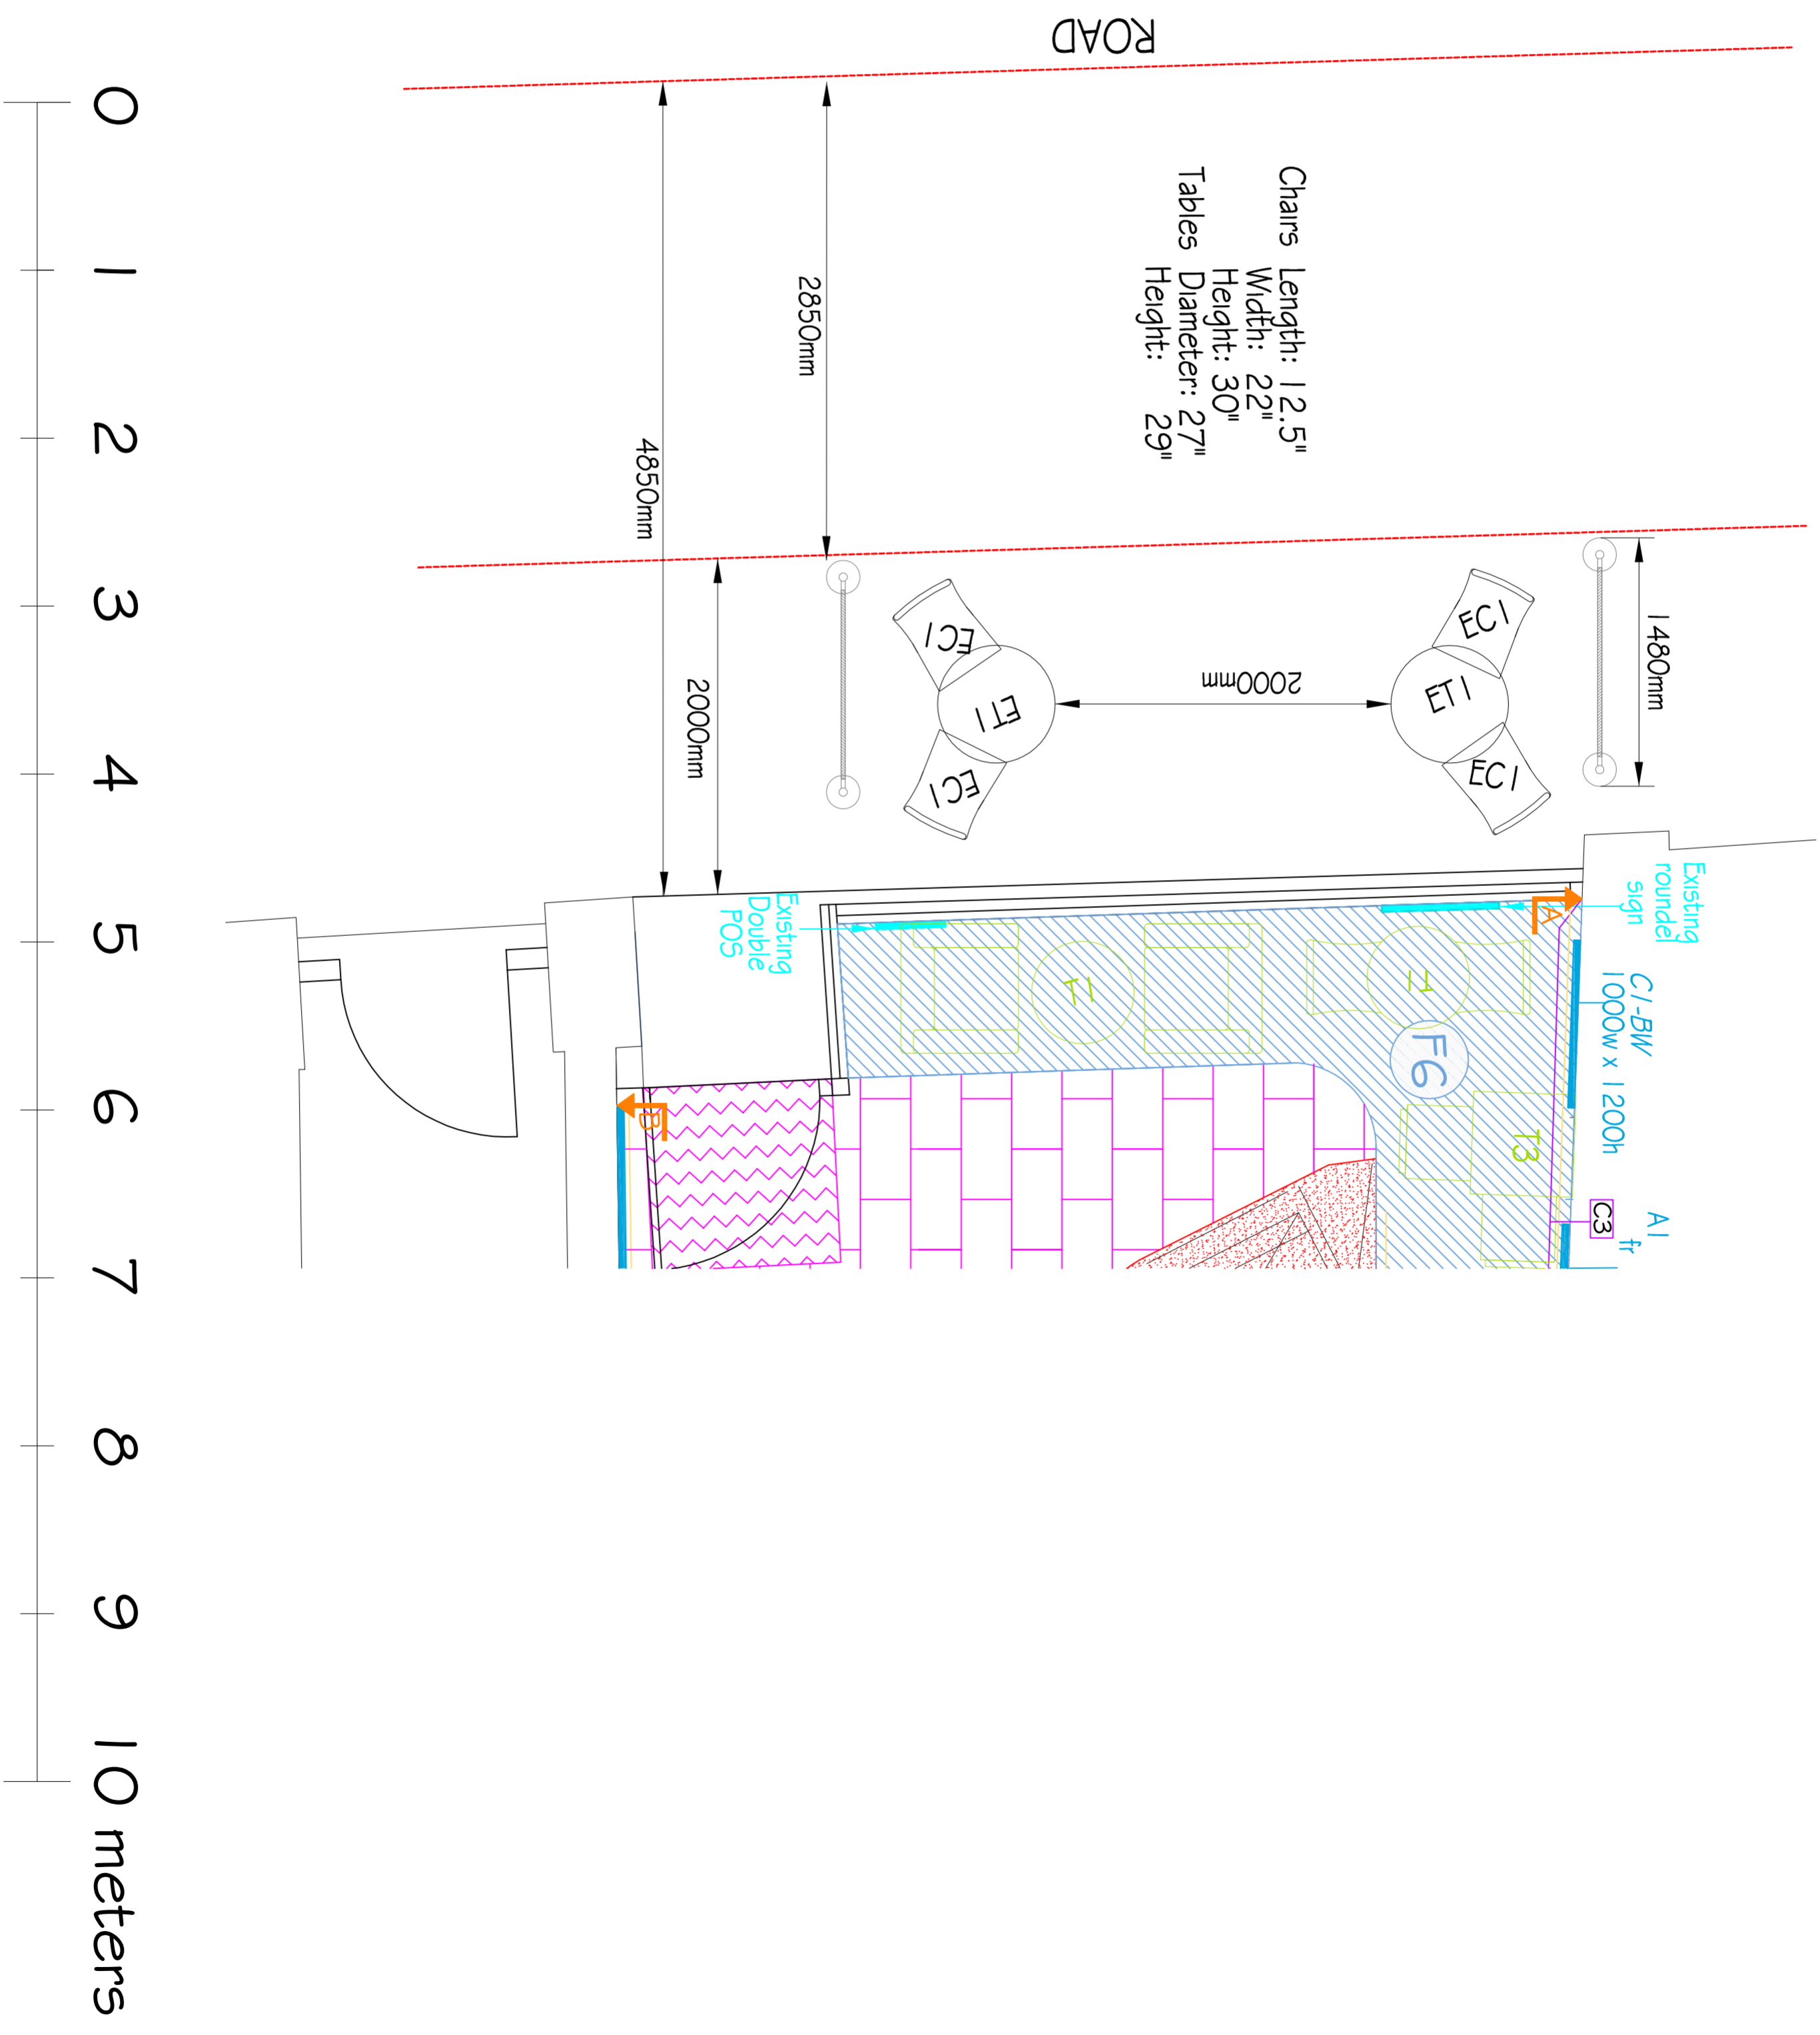 ROAD
Chairs Length: 12.5"
Width: 22"
Height: 30"
Tables Diameter: 27"
Height: 29"
2850mm
4850mm
2000mm
2000mm
1480mm
EC1
ET1
EC1
EC1
ET1
EC1
Existing
roundel
sign
Existing
Double
POS
A
B
C1-BW
1000w x 1200h
T1
T1
F6
T3
C3
A1
fr
0 1 2 3 4 5 6 7 8 9 10 meters